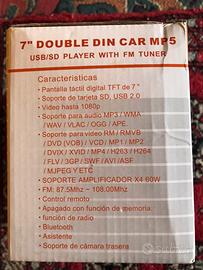 7" DOUBLE DIN CAR MP5
USB/SD PLAYER WITH FM TUNER
Caracteristicas
· Pantalla táctil digital TFT de 7"
· Soporte de tarjeta SD, USB 2.0
· Video hasta 1080p
· Soporte para audio MP3 / WMA
/ WAV / VLAC / OGG / APE
· Soporte para video RM / RMVB
/ DVD (VOB) / VCD / MP1 / MP2
/ DIVX / XVID / MP4 / H263 / H264
/ FLV / 3GP / SWF / AVI /ASF
/ MJPEG Y ETC
· SOPORTE AMPLIFICADOR X4 60W
· FM: 87.5Mhz – 108.00Mhz
· Control remoto
· Apagado con función de memoria.
· función de radio
· Bluetooth
· Asistente
· Soporte de cámara trasera